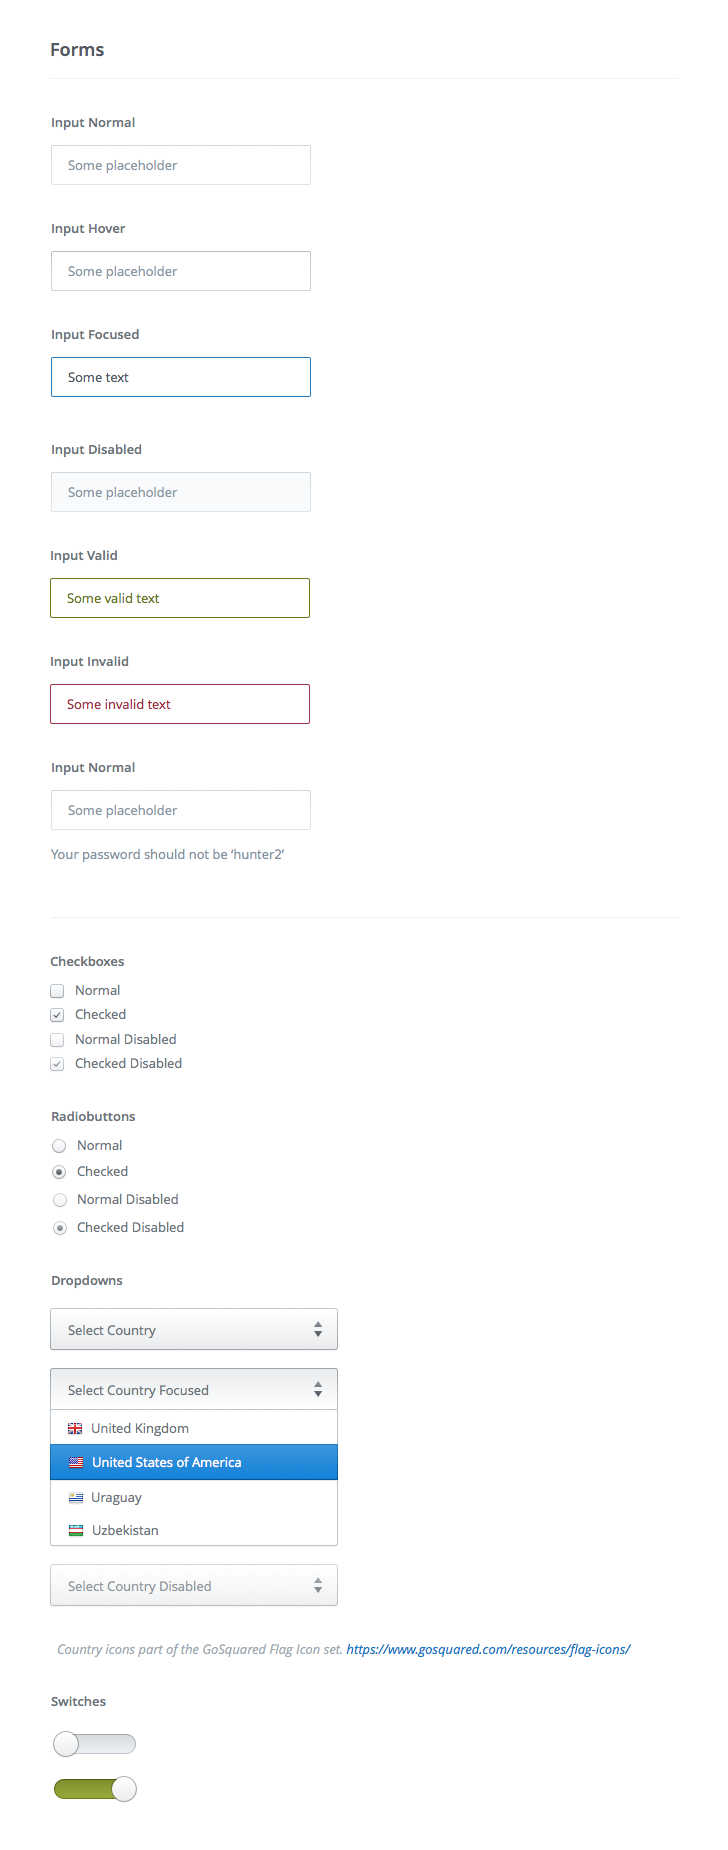 Forms
Input Normal
Some placeholder
Input Hover
Some placeholder
Input Focused
Some text
Input Disabled
Some placeholder
Input Valid
Some valid text
Input Invalid
Some invalid text
Input Normal
Some placeholder
Your password should not be ‘hunter2’
Checkboxes
Normal
Checked
Normal Disabled
Checked Disabled
Radiobuttons
Normal
Checked
Normal Disabled
Checked Disabled
Dropdowns
Select Country
Select Country Focused
United Kingdom
United States of America
Uraguay
Uzbekistan
Select Country Disabled
Country icons part of the GoSquared Flag Icon set. https://www.gosquared.com/resources/flag-icons/
Switches